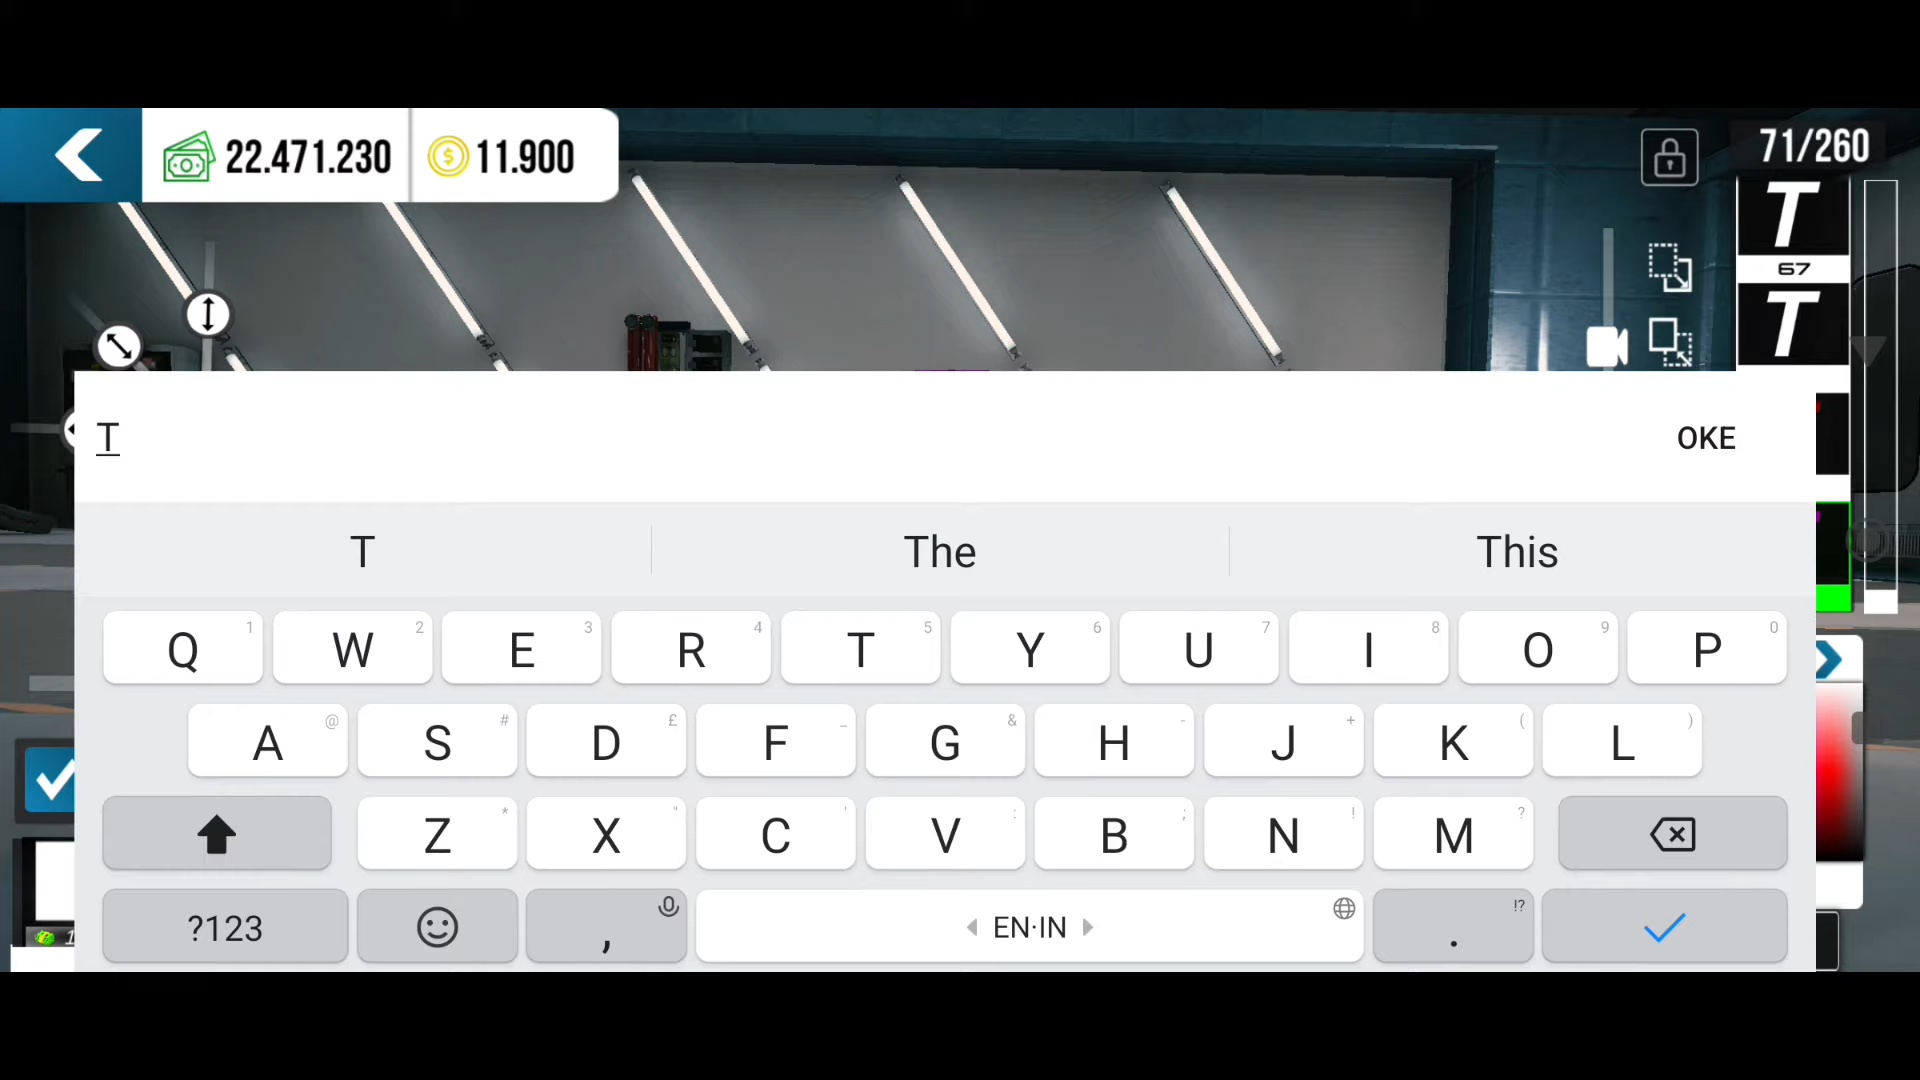 22.471.230 11.900 71/260
T
67
T
T OKE
T The This
Q 1 W 2 E 3 R 4 T 5 Y 6 U 7 I 8 O 9 P 0
A @ S # D £ F _ G & H - J + K ( L )
Z * X " C ' V : B ; N ! M ?
?123 , EN·IN . !?